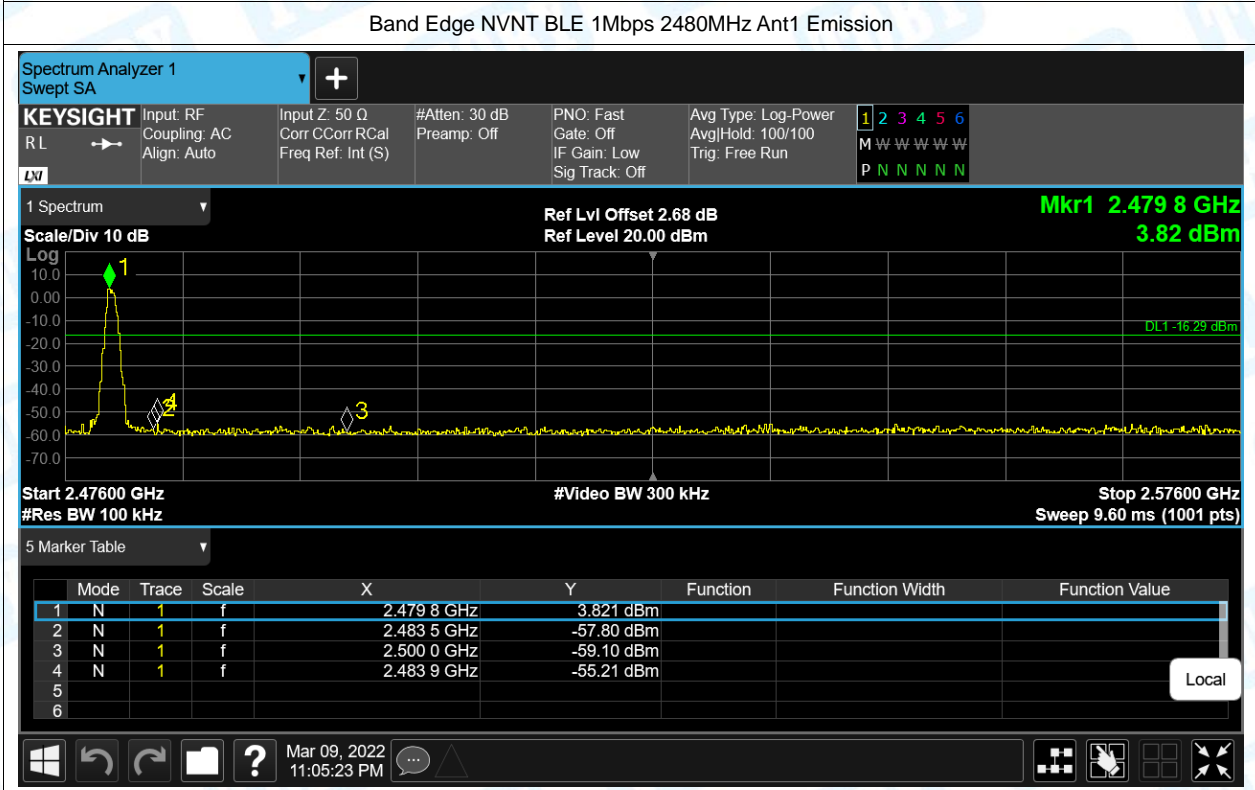 Band Edge NVNT BLE 1Mbps 2480MHz Ant1 Emission
Spectrum Analyzer 1
Swept SA
+
KEYSIGHT
R L
LXI
Input: RF
Coupling: AC
Align: Auto
Input Z: 50 Ω
Corr CCorr RCal
Freq Ref: Int (S)
#Atten: 30 dB
Preamp: Off
PNO: Fast
Gate: Off
IF Gain: Low
Sig Track: Off
Avg Type: Log-Power
Avg|Hold: 100/100
Trig: Free Run
1 2 3 4 5 6
M W W W W W
P N N N N N
1 Spectrum
Scale/Div 10 dB
Ref Lvl Offset 2.68 dB
Ref Level 20.00 dBm
Mkr1 2.479 8 GHz
3.82 dBm
Log
10.0
0.00
-10.0
-20.0
-30.0
-40.0
-50.0
-60.0
-70.0
1
2
4
3
DL1 -16.29 dBm
Start 2.47600 GHz
#Res BW 100 kHz
#Video BW 300 kHz
Stop 2.57600 GHz
Sweep 9.60 ms (1001 pts)
5 Marker Table
Mode Trace Scale X Y Function Function Width Function Value
1 N 1 f 2.479 8 GHz 3.821 dBm
2 N 1 f 2.483 5 GHz -57.80 dBm
3 N 1 f 2.500 0 GHz -59.10 dBm
4 N 1 f 2.483 9 GHz -55.21 dBm
5
6
Local
?
Mar 09, 2022
11:05:23 PM